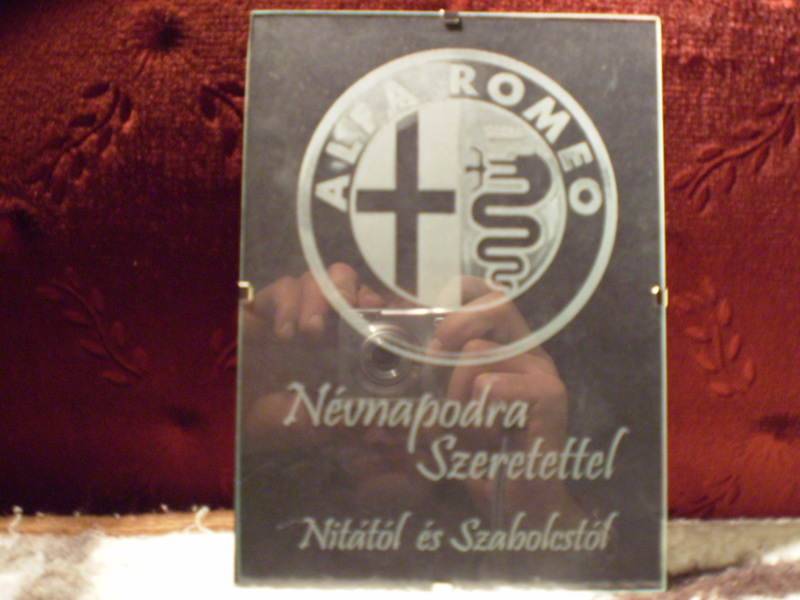 ALFA ROMEO
Névnapodra
Szeretettel
Nitától és Szabolcstól